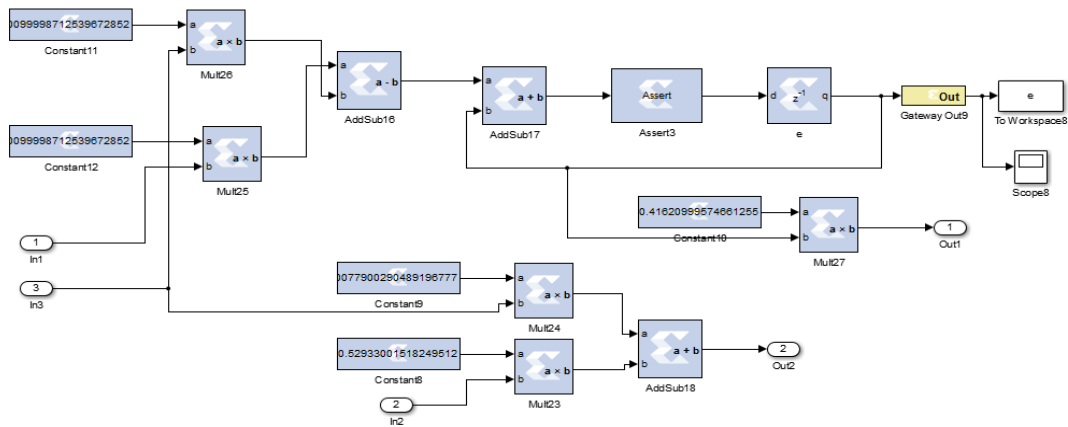 0099998712539672852
Constant11
a
b
a × b
Mult26
a
b
a - b
AddSub16
a
b
a + b
AddSub17
Assert
Assert3
d
z-1
q
e
Out
Gateway Out9
e
To Workspace8
Scope8
0099998712539672852
Constant12
a
b
a × b
Mult25
0.41620999574661255
Constant10
a
b
a × b
Mult27
1
Out1
1
In1
3
In3
0077900290489196777
Constant9
a
b
a × b
Mult24
0.52933001518249512
Constant8
a
b
a × b
Mult23
2
In2
a
b
a + b
AddSub18
2
Out2